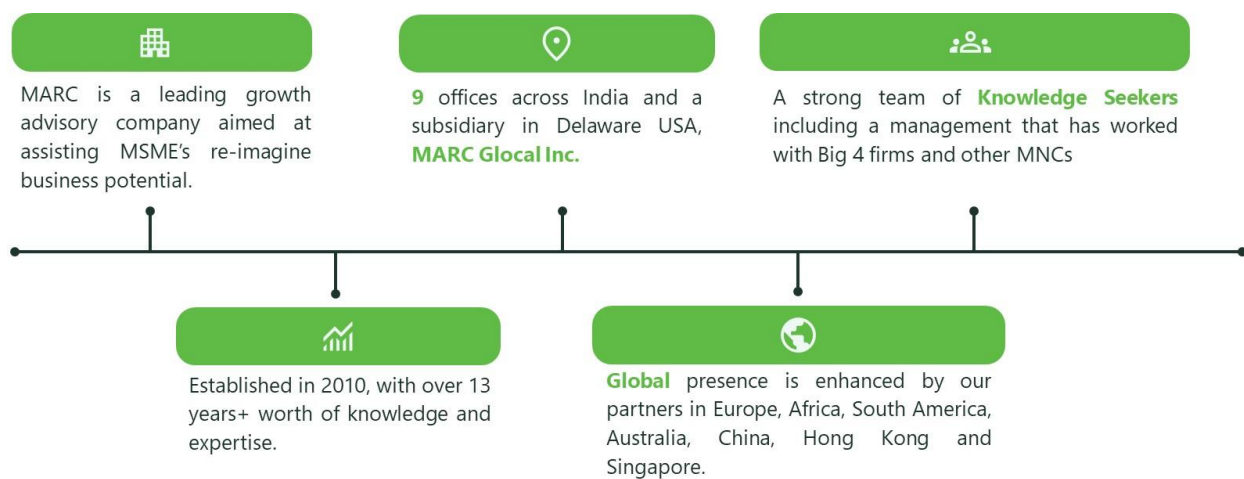 MARC is a leading growth
advisory company aimed at
assisting MSME's re-imagine
business potential.
9 offices across India and a
subsidiary in Delaware USA,
MARC Glocal Inc.
A strong team of Knowledge Seekers
including a management that has worked
with Big 4 firms and other MNCs
Established in 2010, with over 13
years+ worth of knowledge and
expertise.
Global presence is enhanced by our
partners in Europe, Africa, South America,
Australia, China, Hong Kong and
Singapore.